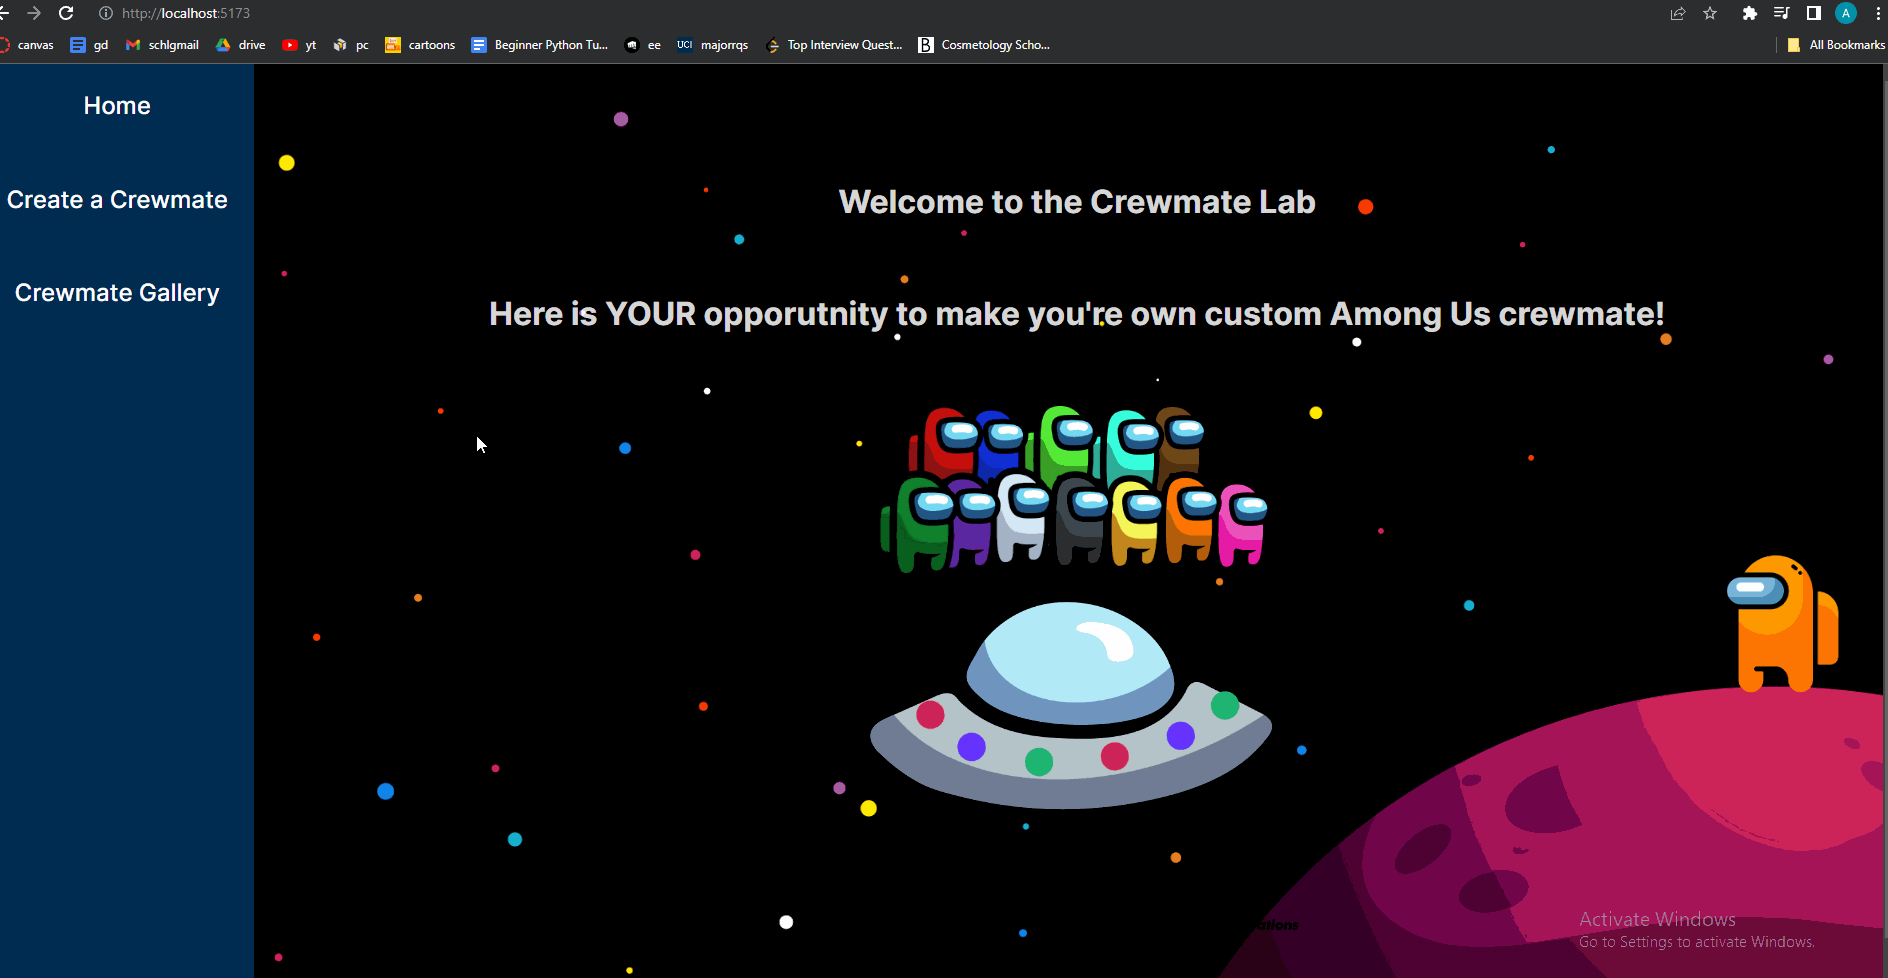 http://localhost:5173
A
canvas gd schlgmail drive yt pc cartoons Beginner Python Tu... ee UCI majorrqs Top Interview Quest... B Cosmetology Scho... All Bookmarks
Home
Create a Crewmate
Crewmate Gallery
Welcome to the Crewmate Lab
Here is YOUR opporutnity to make you're own custom Among Us crewmate!
Activate Windows
Go to Settings to activate Windows.